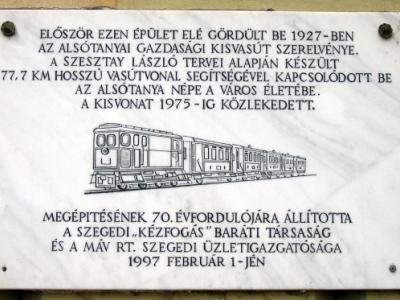 ELŐSZÖR EZEN ÉPÜLET ELÉ GÖRDÜLT BE 1927-BEN
AZ ALSÓTANYAI GAZDASÁGI KISVASÚT SZERELVÉNYE.
A SZESZTAY LÁSZLÓ TERVEI ALAPJÁN KÉSZÜLT
77,7 KM HOSSZÚ VASÚTVONAL SEGÍTSÉGÉVEL KAPCSOLÓDOTT BE
AZ ALSÓTANYA NÉPE A VÁROS ÉLETÉBE.
A KISVONAT 1975-IG KÖZLEKEDETT.
MEGÉPITÉSÉNEK 70. ÉVFORDULÓJÁRA ÁLLÍTOTTA
A SZEGEDI „KÉZFOGÁS" BARÁTI TÁRSASÁG
ÉS A MÁV RT. SZEGEDI ÜZLETIGAZGATÓSÁGA
1997 FEBRUÁR 1-JÉN